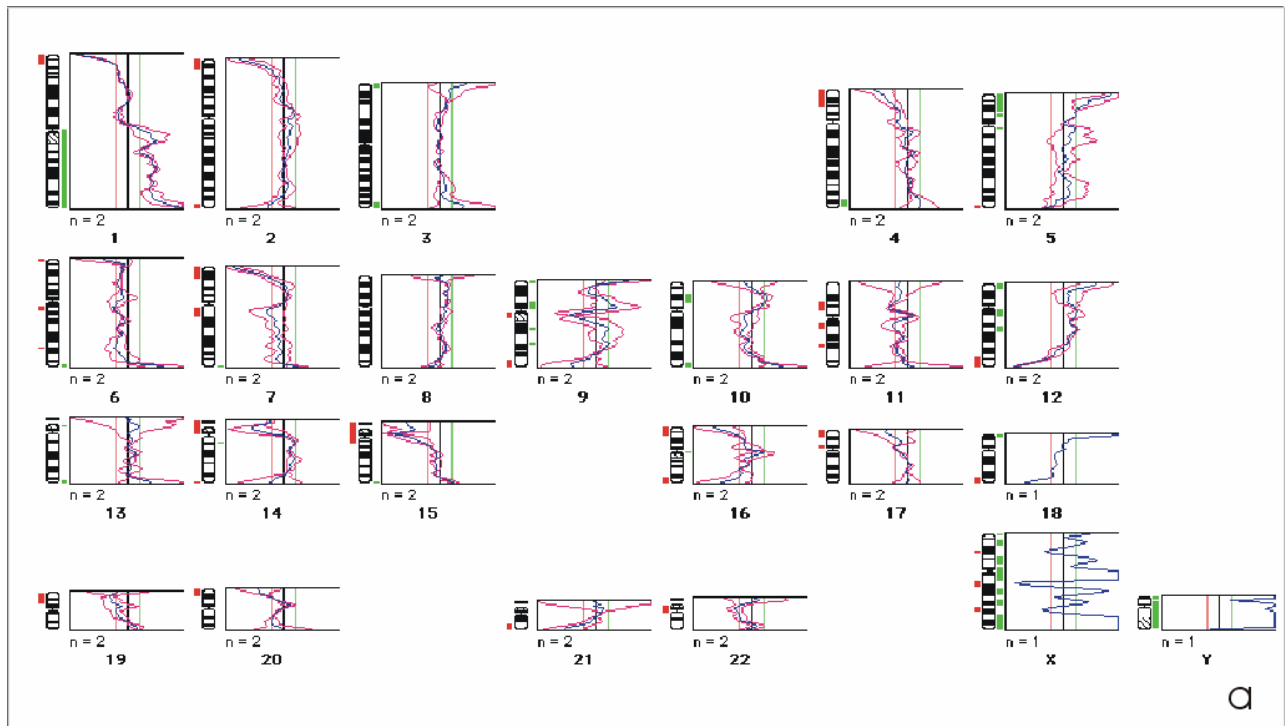 n = 2 n = 2 n = 2 n = 2 n = 2
1 2 3 4 5
n = 2 n = 2 n = 2 n = 2 n = 2 n = 2 n = 2
6 7 8 9 10 11 12
n = 2 n = 2 n = 2 n = 2 n = 2 n = 1
13 14 15 16 17 18
n = 2 n = 2 n = 2 n = 2 n = 1 n = 1
19 20 21 22 X Y
a